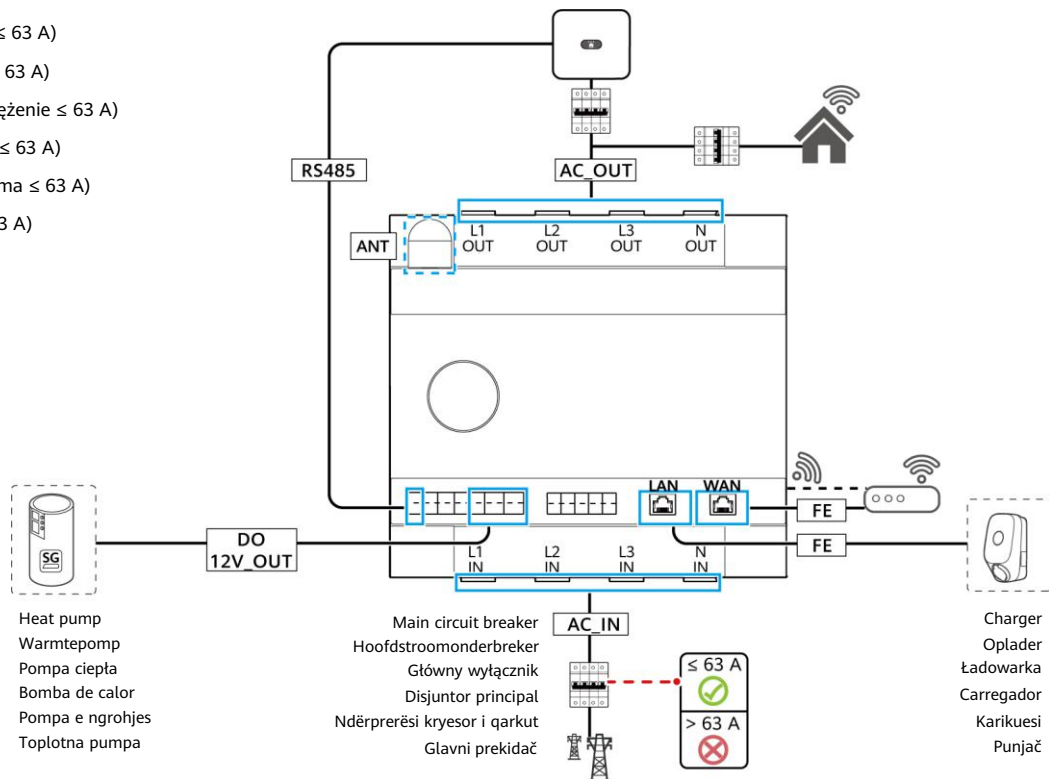 ≤ 63 A)
63 A)
ężenie ≤ 63 A)
≤ 63 A)
ma ≤ 63 A)
3 A)
RS485
AC_OUT
ANT
L1 OUT
L2 OUT
L3 OUT
N OUT
LAN
WAN
FE
FE
SG
DO
12V_OUT
L1 IN
L2 IN
L3 IN
N IN
AC_IN
Heat pump
Warmtepomp
Pompa ciepła
Bomba de calor
Pompa e ngrohjes
Toplotna pumpa
Main circuit breaker
Hoofdstroomonderbreker
Główny wyłącznik
Disjuntor principal
Ndërprerësi kryesor i qarkut
Glavni prekidač
≤ 63 A
> 63 A
Charger
Oplader
Ładowarka
Carregador
Karikuesi
Punjač